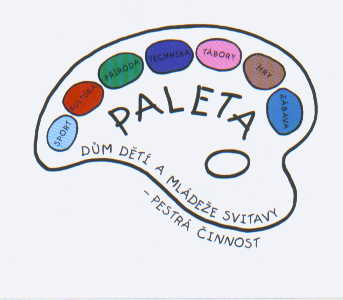 SPORT
KULTURA
PŘÍRODA
TECHNIKA
TÁBORY
HRY
ZÁBAVA
PALETA
DŮM DĚTÍ A MLÁDEŽE SVITAVY
- PESTRÁ ČINNOST